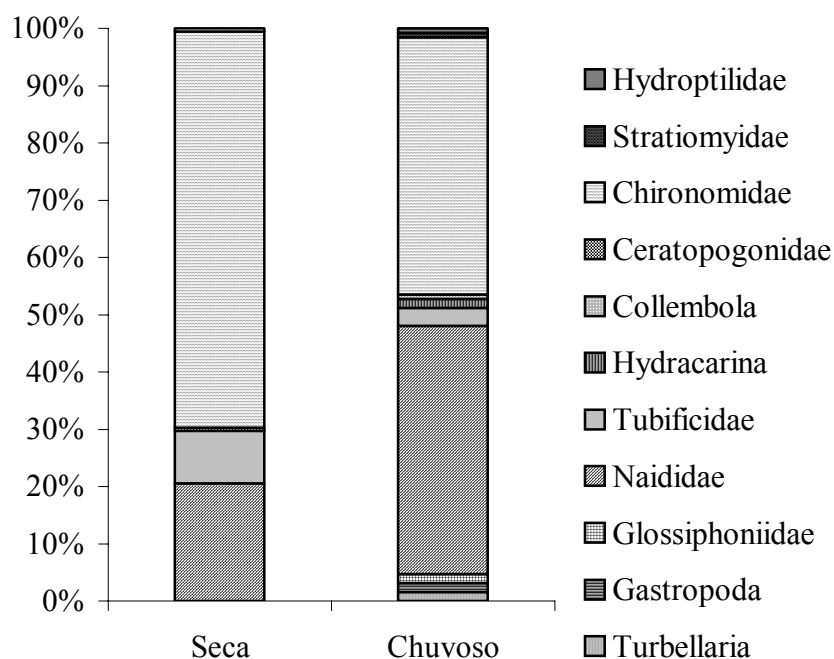 100%
90%
80%
70%
60%
50%
40%
30%
20%
10%
0%
Seca
Chuvoso
Hydroptilidae
Stratiomyidae
Chironomidae
Ceratopogonidae
Collembola
Hydracarina
Tubificidae
Naididae
Glossiphoniidae
Gastropoda
Turbellaria